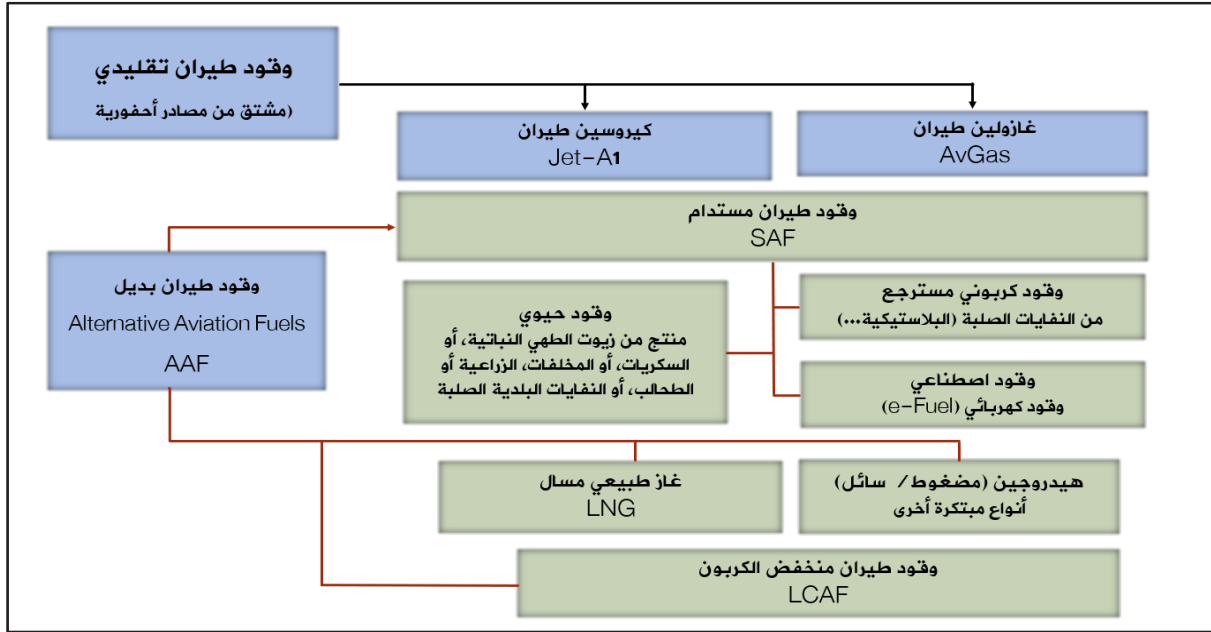 وقود طيران تقليدي
(مشتق من مصادر أحفورية
كيروسين طيران
Jet-A1
غازولين طيران
AvGas
وقود طيران مستدام
SAF
وقود طيران بديل
Alternative Aviation Fuels
AAF
وقود حيوي
منتج من زيوت الطهي النباتية، أو
السكريات، أو المخلفات، الزراعية أو
الطحالب، أو النفايات البلدية الصلبة
وقود كربوني مسترجع
من النفايات الصلبة (البلاستيكية...)
وقود اصطناعي
وقود كهربائي (e-Fuel)
غاز طبيعي مسال
LNG
هيدروجين (مضغوط/ سائل)
أنواع مبتكرة أخرى
وقود طيران منخفض الكربون
LCAF